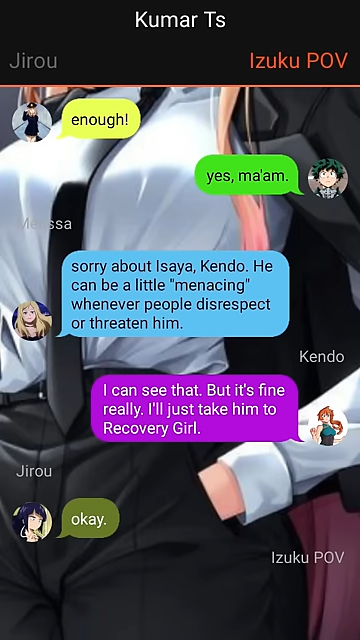 Kumar Ts
Jirou
Izuku POV
enough!
yes, ma'am.
Melissa
sorry about Isaya, Kendo. He
can be a little "menacing"
whenever people disrespect
or threaten him.
Kendo
I can see that. But it's fine
really. I'll just take him to
Recovery Girl.
Jirou
okay.
Izuku POV